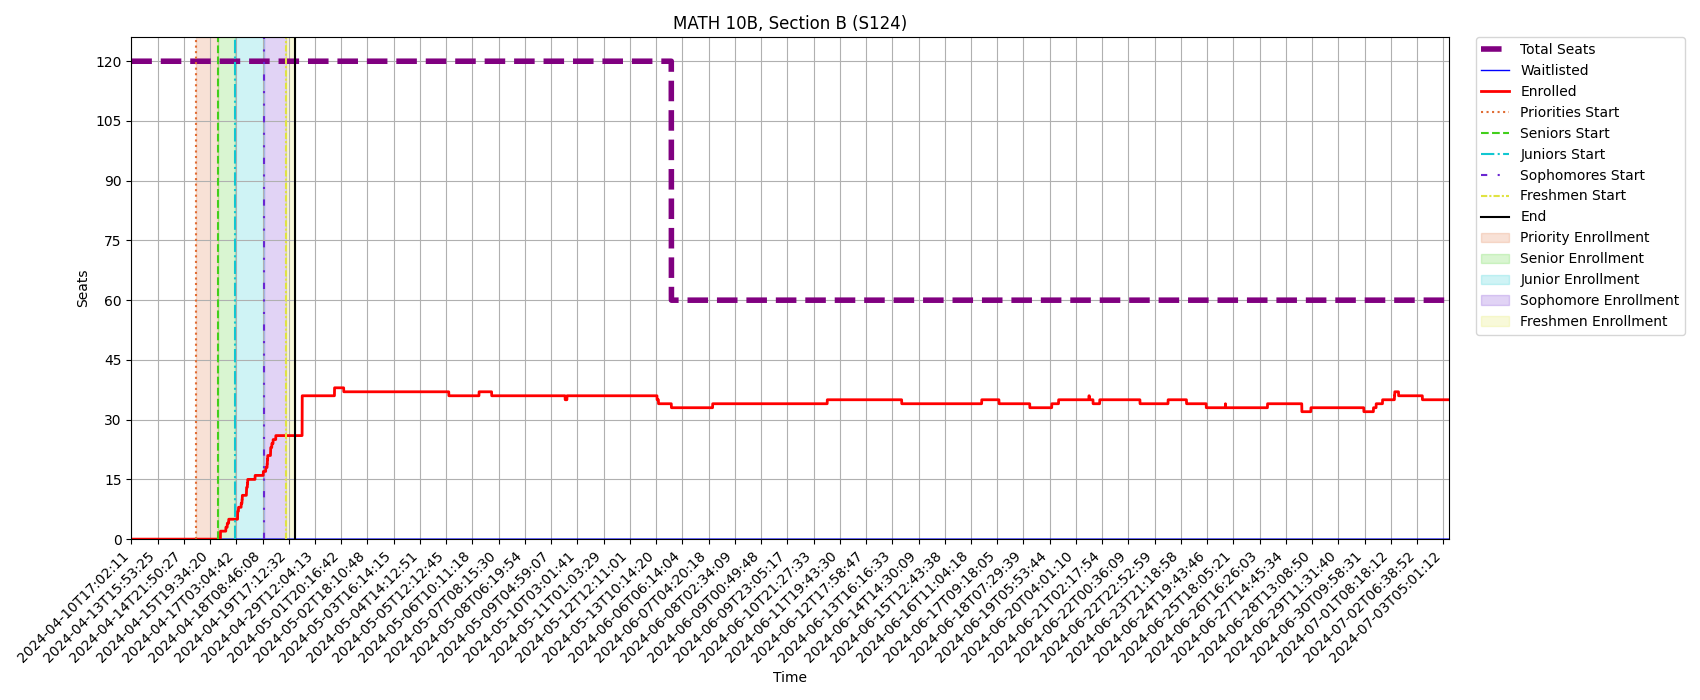 MATH 10B, Section B (S124)
Seats
120
105
90
75
60
45
30
15
0
2024-04-10T17:02:11
2024-04-13T15:53:25
2024-04-14T21:50:27
2024-04-15T19:34:20
2024-04-17T03:04:42
2024-04-18T08:46:08
2024-04-19T17:12:32
2024-04-29T12:04:13
2024-05-01T20:16:42
2024-05-02T18:10:48
2024-05-03T16:14:15
2024-05-04T14:12:51
2024-05-05T12:12:45
2024-05-06T10:11:18
2024-05-07T08:15:30
2024-05-08T06:19:54
2024-05-09T04:59:07
2024-05-10T03:01:41
2024-05-11T01:03:29
2024-05-12T12:11:01
2024-05-13T10:14:20
2024-06-06T06:14:04
2024-06-07T04:20:18
2024-06-08T02:34:09
2024-06-09T00:49:48
2024-06-09T23:05:17
2024-06-10T21:27:33
2024-06-11T19:43:30
2024-06-12T17:58:47
2024-06-13T16:16:33
2024-06-14T14:30:09
2024-06-15T12:43:38
2024-06-16T11:04:18
2024-06-17T09:18:05
2024-06-18T07:29:39
2024-06-19T05:53:44
2024-06-20T04:01:10
2024-06-21T02:17:54
2024-06-22T00:36:09
2024-06-22T22:52:59
2024-06-23T21:18:58
2024-06-24T19:43:46
2024-06-25T18:05:21
2024-06-26T16:26:03
2024-06-27T14:45:34
2024-06-28T13:08:50
2024-06-29T11:31:40
2024-06-30T09:58:31
2024-07-01T08:18:12
2024-07-02T06:38:52
2024-07-03T05:01:12
Time
Total Seats
Waitlisted
Enrolled
Priorities Start
Seniors Start
Juniors Start
Sophomores Start
Freshmen Start
End
Priority Enrollment
Senior Enrollment
Junior Enrollment
Sophomore Enrollment
Freshmen Enrollment